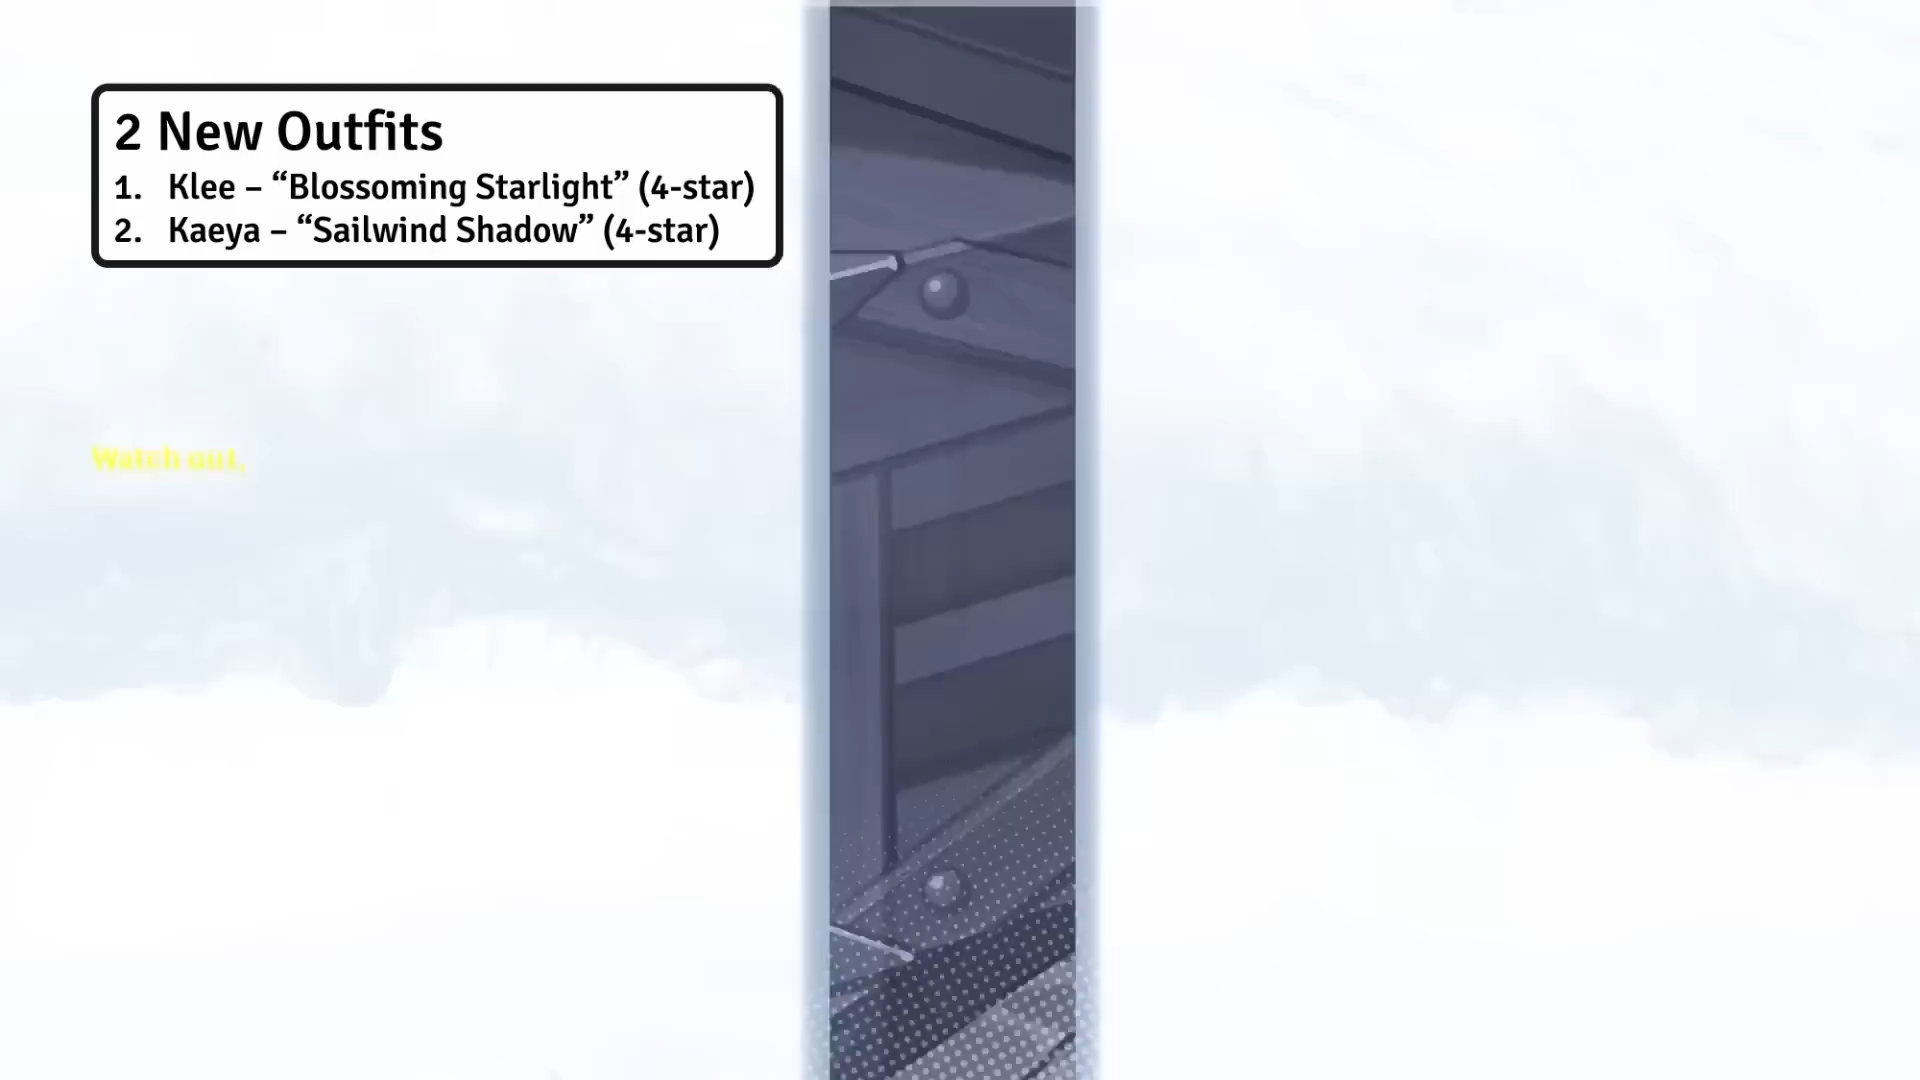 2 New Outfits
1. Klee – “Blossoming Starlight” (4-star)
2. Kaeya – “Sailwind Shadow” (4-star)
Watch out,